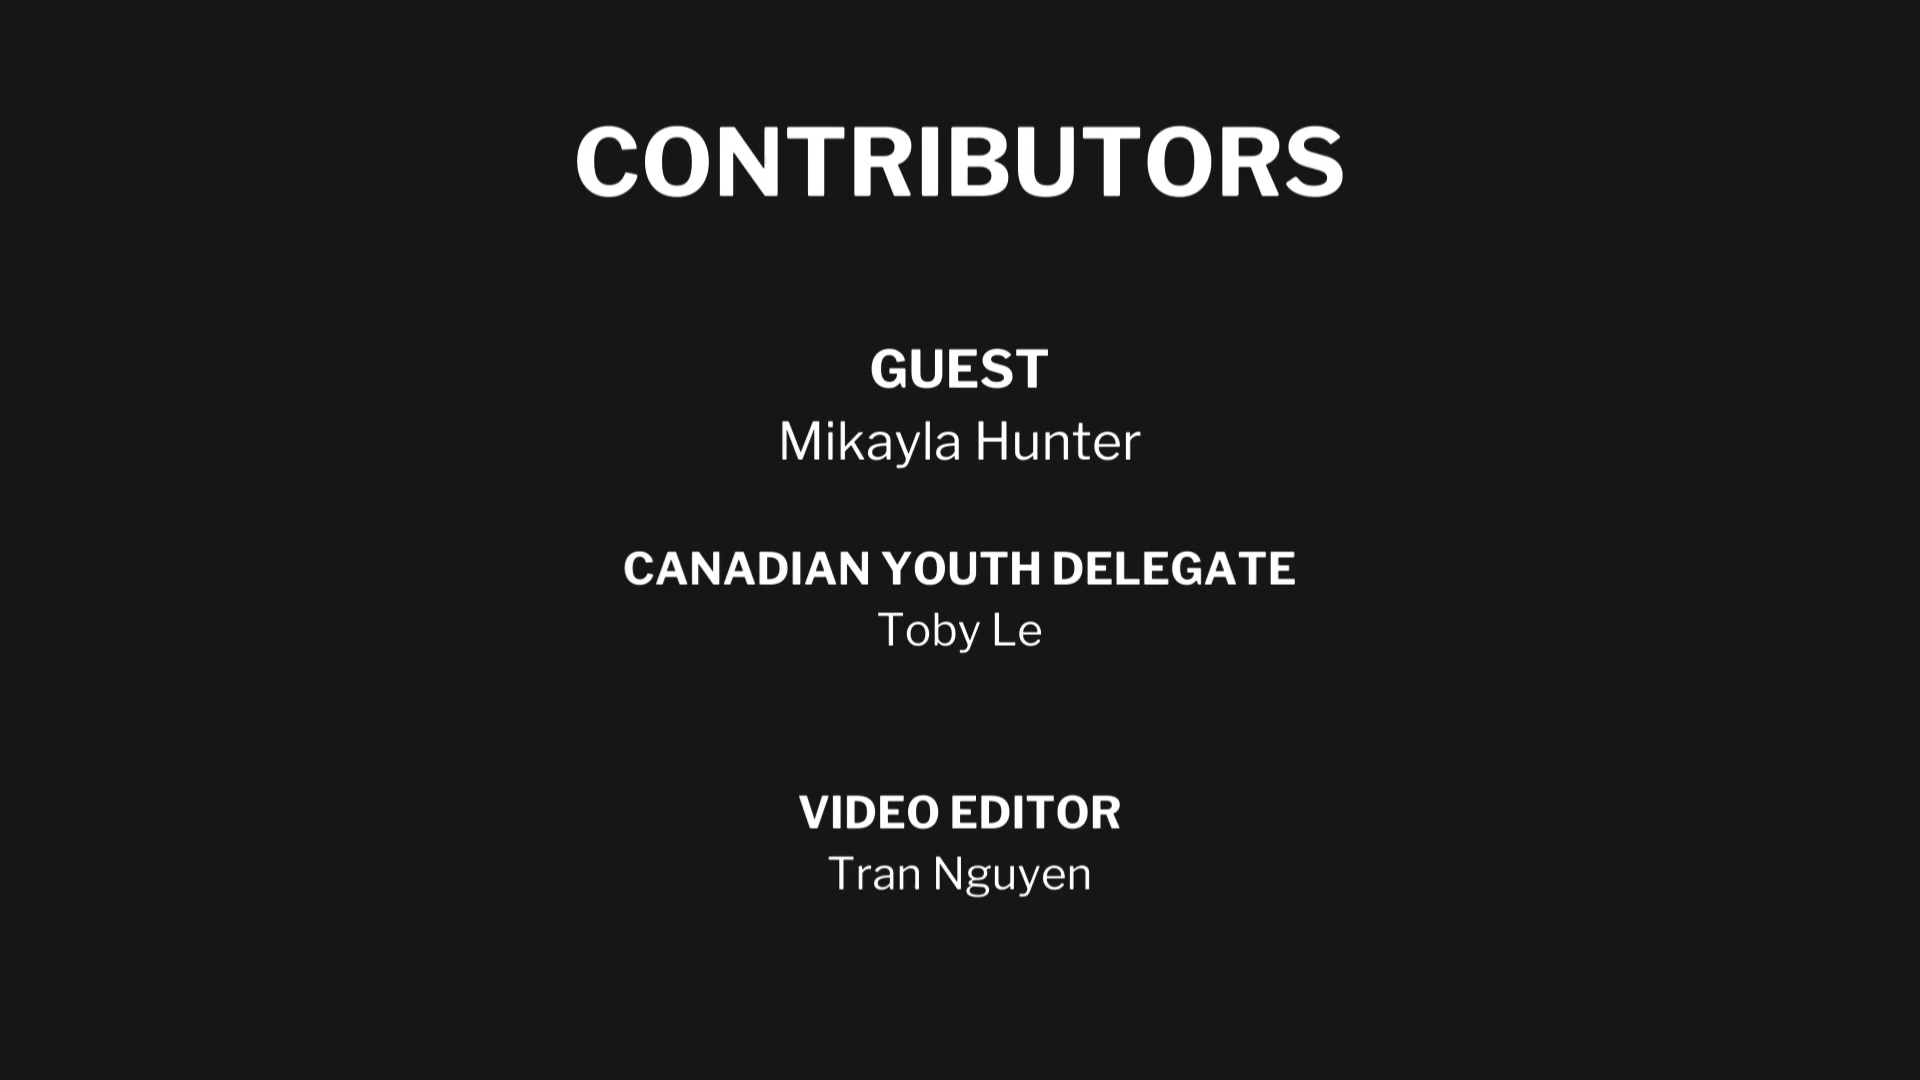 CONTRIBUTORS
GUEST
Mikayla Hunter
CANADIAN YOUTH DELEGATE
Toby Le
VIDEO EDITOR
Tran Nguyen